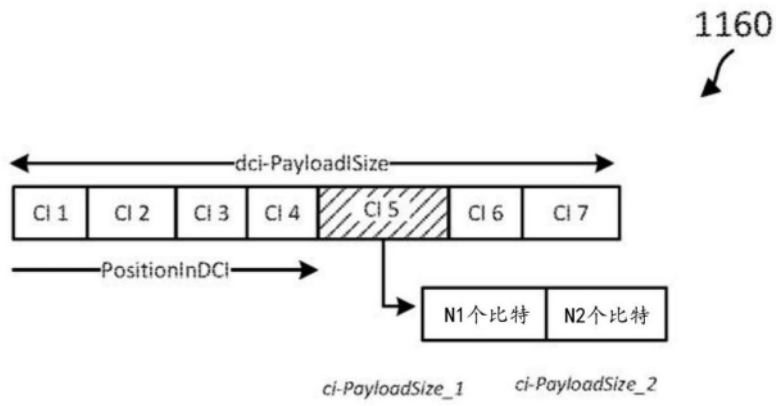 1160
dci-PayloadlSize
CI 1 CI 2 CI 3 CI 4 CI 5 CI 6 CI 7
PositionInDCI
N1个比特 N2个比特
ci-PayloadSize_1 ci-PayloadSize_2